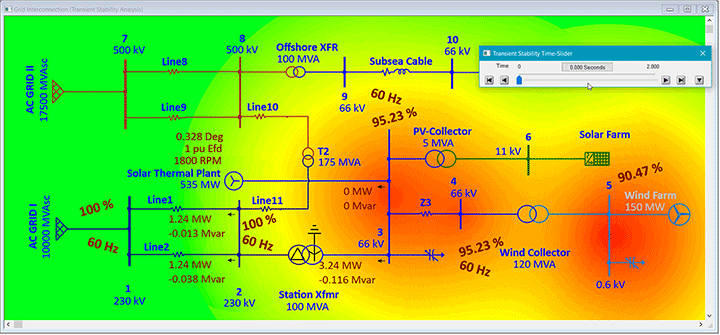 Grid Interconnection (Transient Stability Analysis)
7
500 kV
Line8
8
500 kV
Offshore XFR
100 MVA
Subsea Cable
10
66 kV
Transient Stability Time-Slider
Time
0
0.000 Seconds
2.000
AC GRID II
17500 MVAsc
Line9
Line10
9
66 kV
60 Hz
95.23 %
0.328 Deg
1 pu Efd
1800 RPM
T2
175 MVA
PV-Collector
5 MVA
6
11 kV
Solar Farm
Solar Thermal Plant
535 MW
0 MW
0 Mvar
4
66 kV
90.47 %
5
Wind Farm
150 MW
AC GRID I
10000 MVAsc
100 %
60 Hz
Line1
1.24 MW
-0.013 Mvar
Line11
100 %
60 Hz
Z3
Line2
1.24 MW
-0.038 Mvar
3.24 MW
-0.116 Mvar
3
66 kV
95.23 %
60 Hz
Wind Collector
120 MVA
0.6 kV
1
230 kV
2
230 kV
Station Xfmr
100 MVA